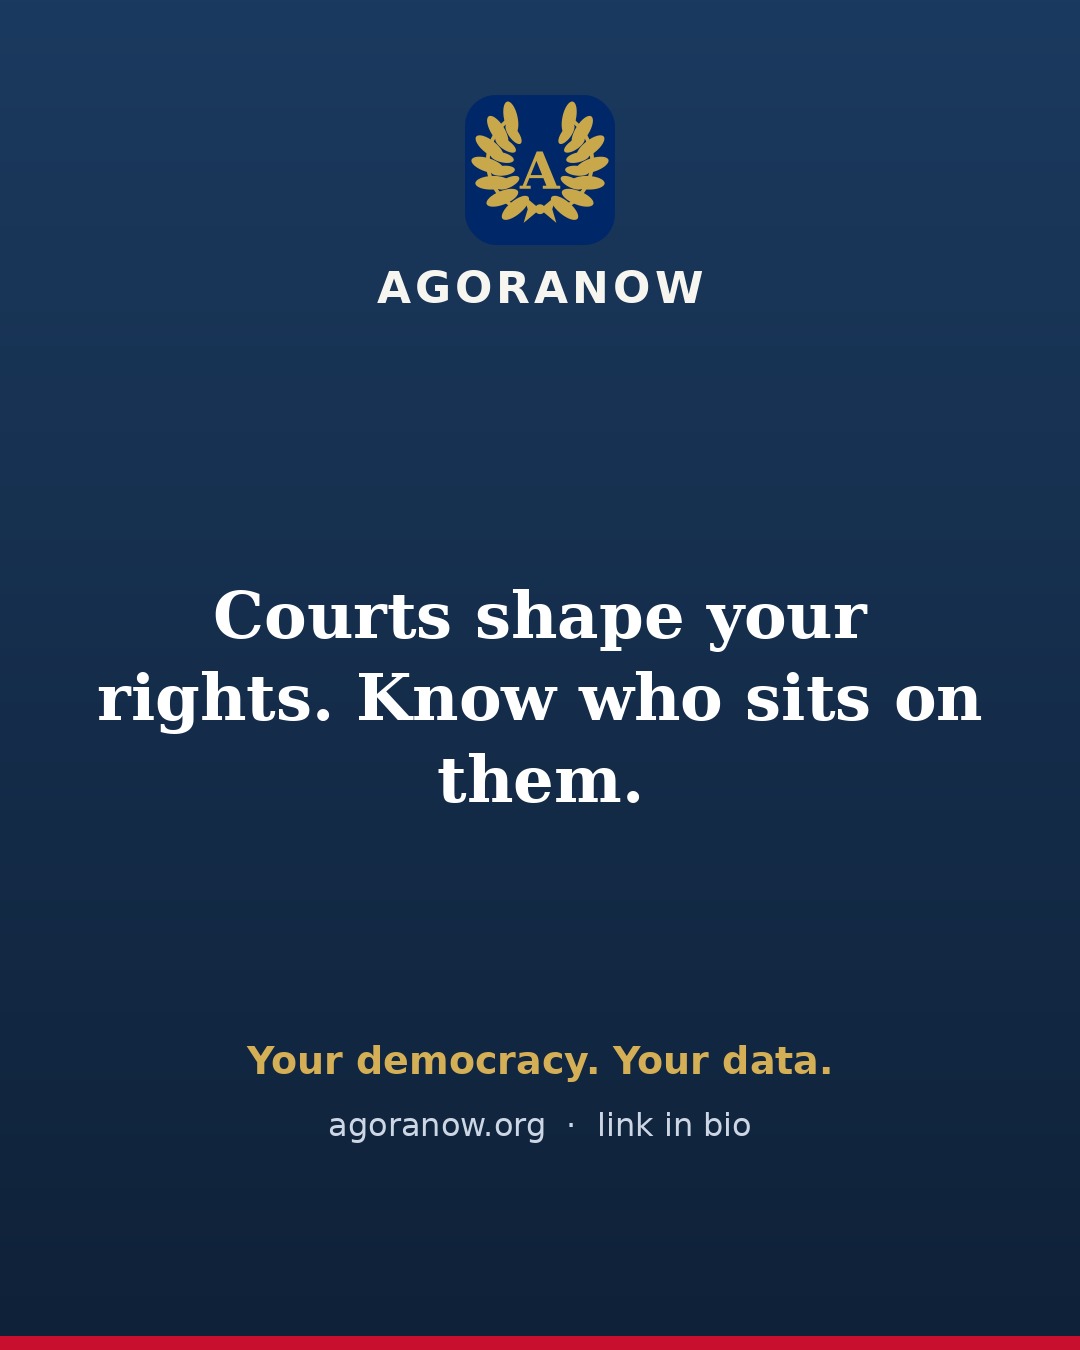 A
AGORANOW
Courts shape your
rights. Know who sits on
them.
Your democracy. Your data.
agoranow.org · link in bio